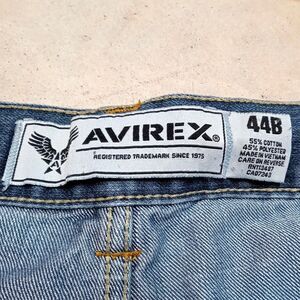 AVIREX®
REGISTERED TRADEMARK SINCE 1975
44B
55% COTTON
45% POLYESTER
MADE IN VIETNAM
CARE ON REVERSE